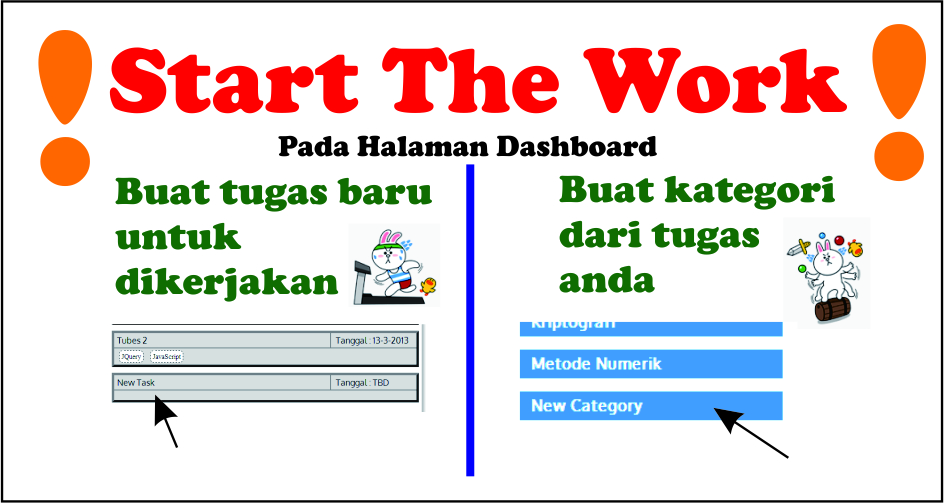 ! Start The Work !
Pada Halaman Dashboard
Buat tugas baru
untuk
dikerjakan
Tubes 2 Tanggal : 13-3-2013
JQuery JavaScript
New Task Tanggal : TBD
Buat kategori
dari tugas
anda
Kriptografi
Metode Numerik
New Category